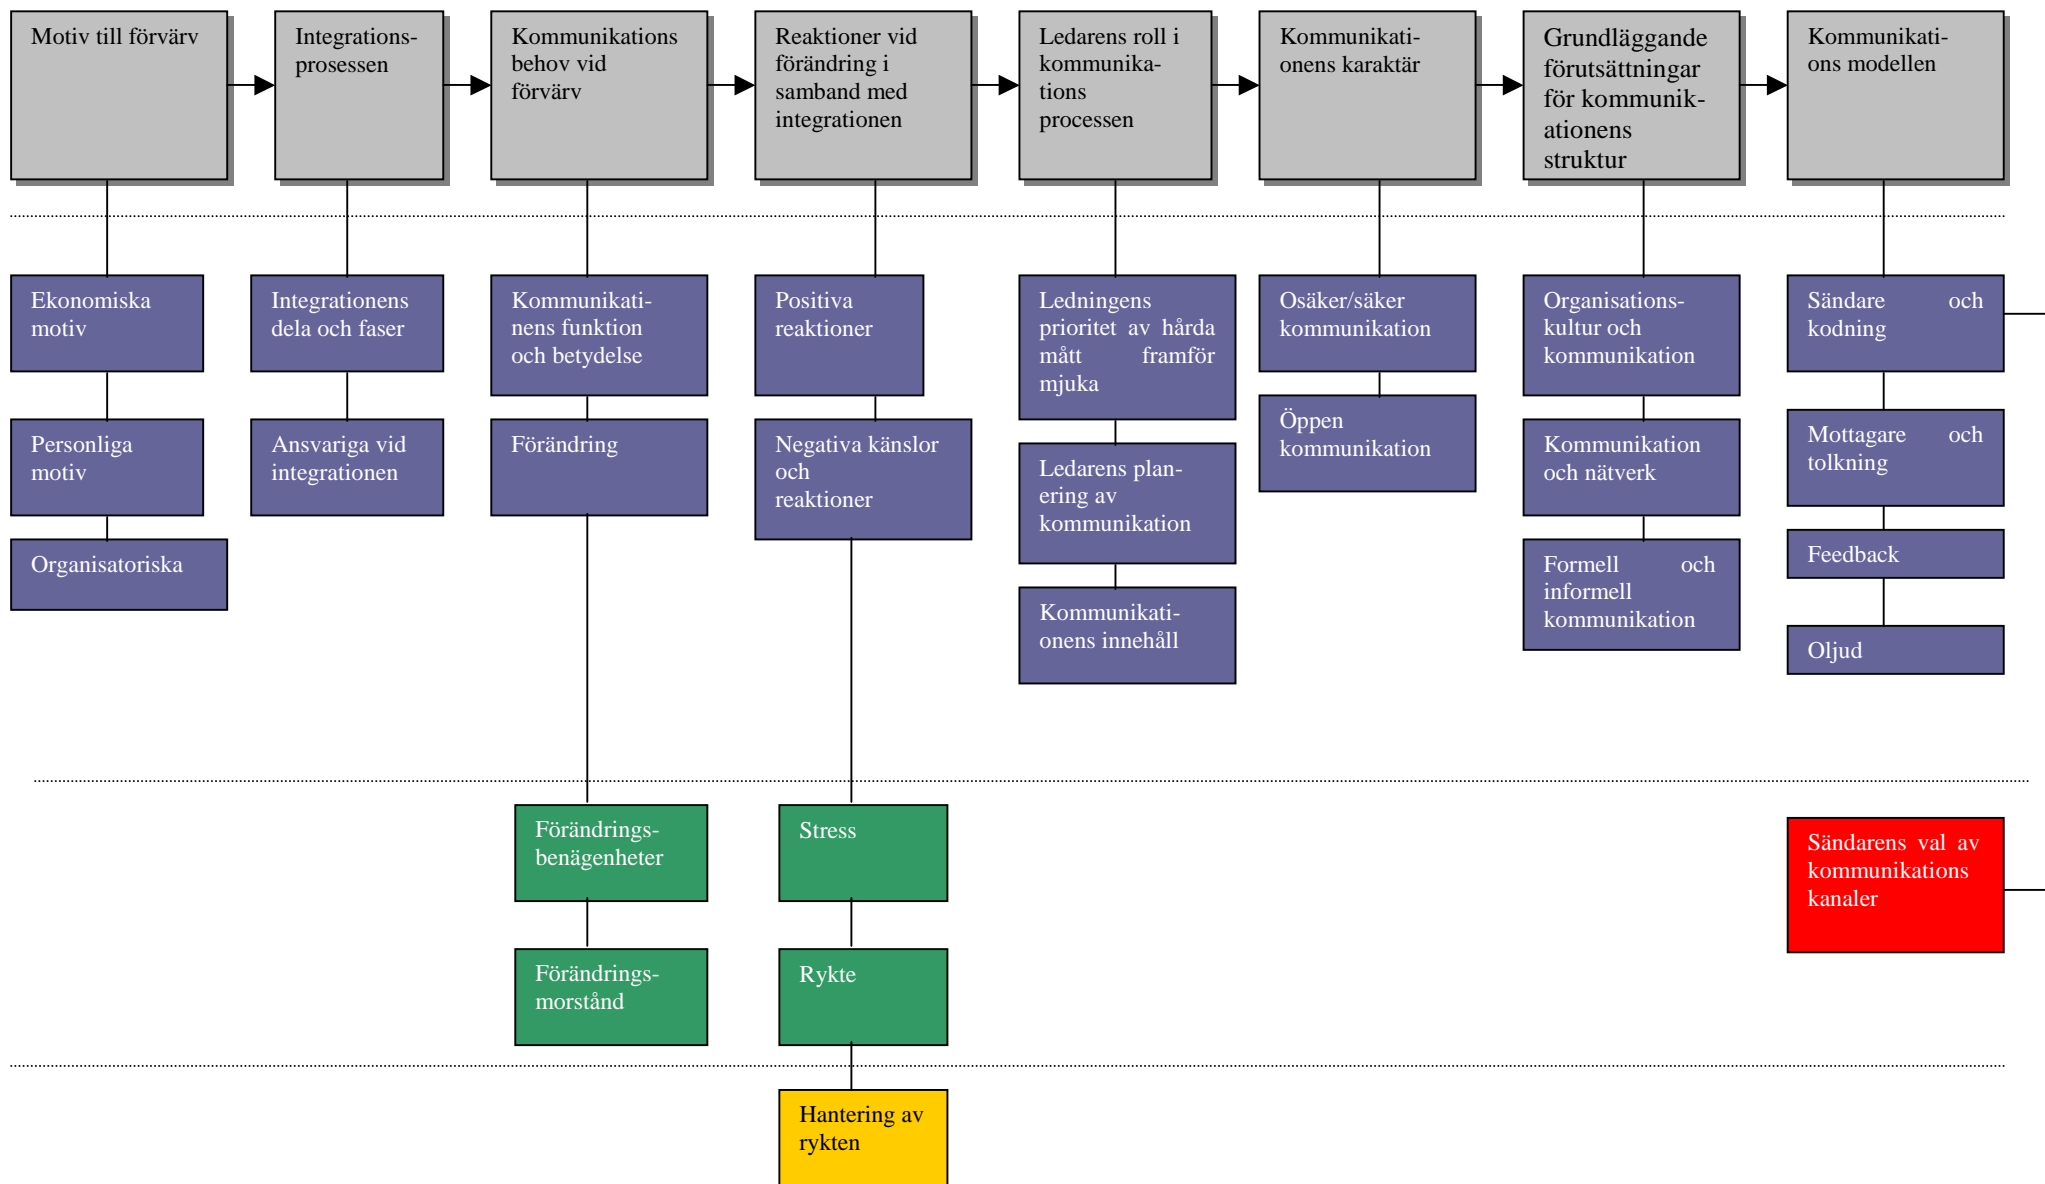 Motiv till förvärv
Integrations-
prosessen
Kommunikations
behov vid
förvärv
Reaktioner vid
förändring i
samband med
integrationen
Ledarens roll i
kommunika-
tions
processen
Kommunikati-
onens karaktär
Grundläggande
förutsättningar
för kommunik-
ationens
struktur
Kommunikati-
ons modellen
Ekonomiska
motiv
Personliga
motiv
Organisatoriska
Integrationens
dela och faser
Ansvariga vid
integrationen
Kommunikati-
nens funktion
och betydelse
Förändring
Positiva
reaktioner
Negativa känslor
och
reaktioner
Ledningens
prioritet av hårda
mått framför
mjuka
Ledarens plan-
ering av
kommunikation
Kommunikati-
onens innehåll
Osäker/säker
kommunikation
Öppen
kommunikation
Organisations-
kultur och
kommunikation
Kommunikation
och nätverk
Formell och
informell
kommunikation
Sändare och
kodning
Mottagare och
tolkning
Feedback
Oljud
Förändrings-
benägenheter
Förändrings-
morstånd
Stress
Rykte
Sändarens val av
kommunikations
kanaler
Hantering av
rykten